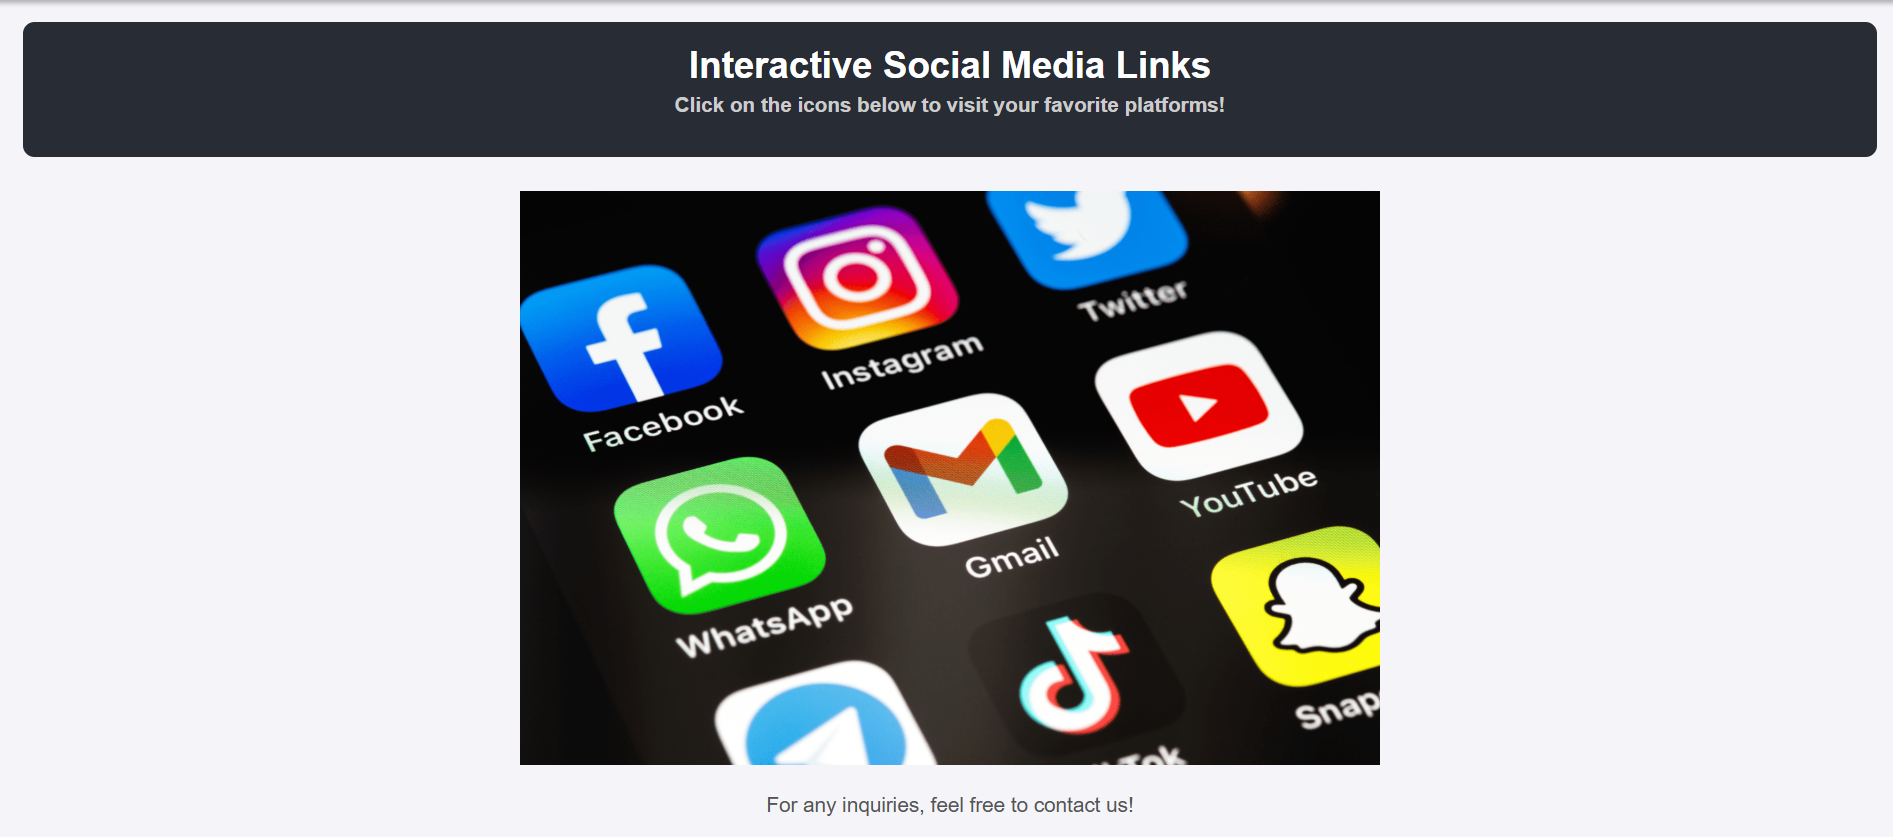 Interactive Social Media Links
Click on the icons below to visit your favorite platforms!
Twitter
Instagram
Facebook
YouTube
Gmail
WhatsApp
Snap
kTok
For any inquiries, feel free to contact us!